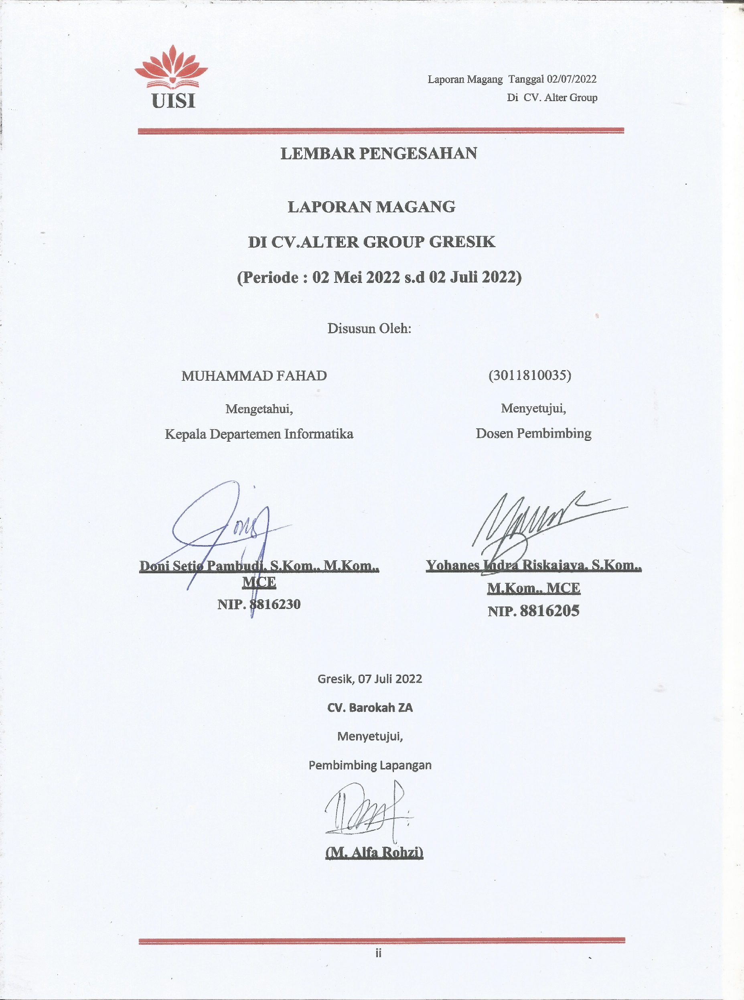 UISI
Laporan Magang  Tanggal 02/07/2022
Di  CV. Alter Group
LEMBAR PENGESAHAN
LAPORAN MAGANG
DI CV.ALTER GROUP GRESIK
(Periode : 02 Mei 2022 s.d 02 Juli 2022)
Disusun Oleh:
MUHAMMAD FAHAD (3011810035)
Mengetahui,
Kepala Departemen Informatika
Doni Setio Pambudi, S.Kom., M.Kom.,
MCE
NIP. 8816230
Menyetujui,
Dosen Pembimbing
Yohanes Indra Riskajaya, S.Kom.,
M.Kom., MCE
NIP. 8816205
Gresik, 07 Juli 2022
CV. Barokah ZA
Menyetujui,
Pembimbing Lapangan
(M. Alfa Rohzi)
ii